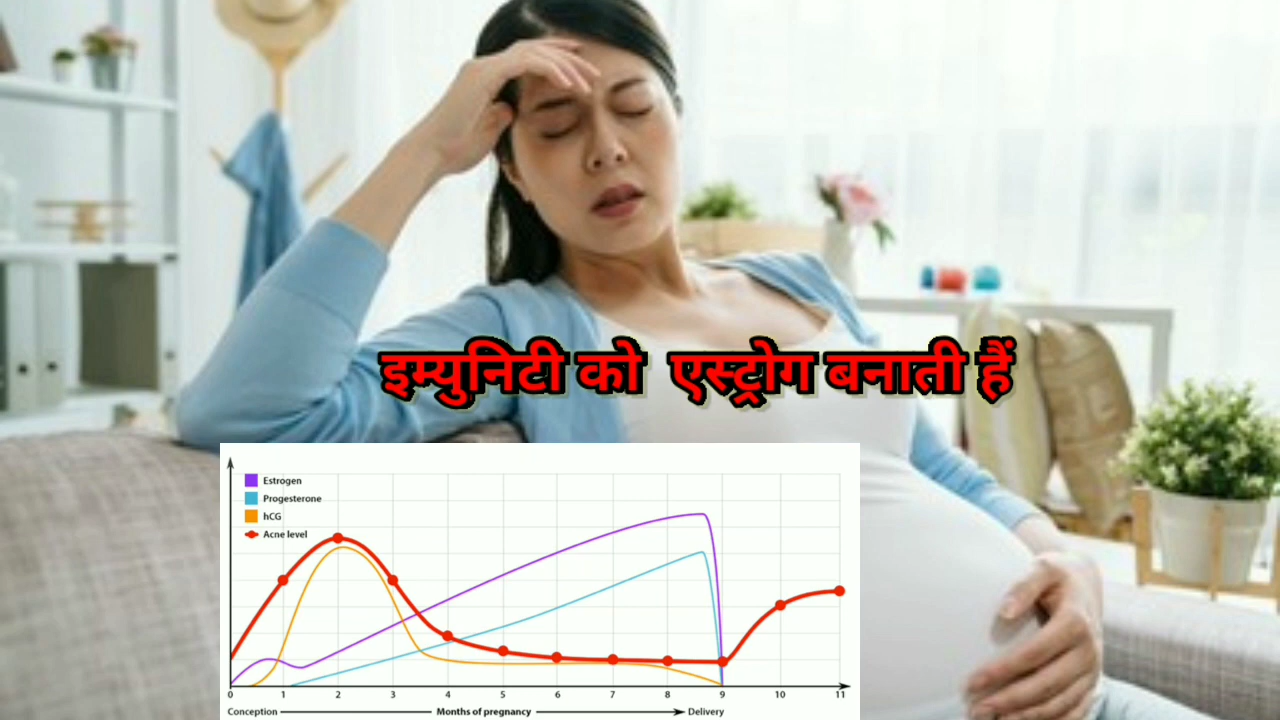 इम्युनिटी को एस्ट्रोग बनाती हैं
Estrogen
Progesterone
hCG
Acne level
0 1 2 3 4 5 6 7 8 9 10 11
Conception Months of pregnancy Delivery